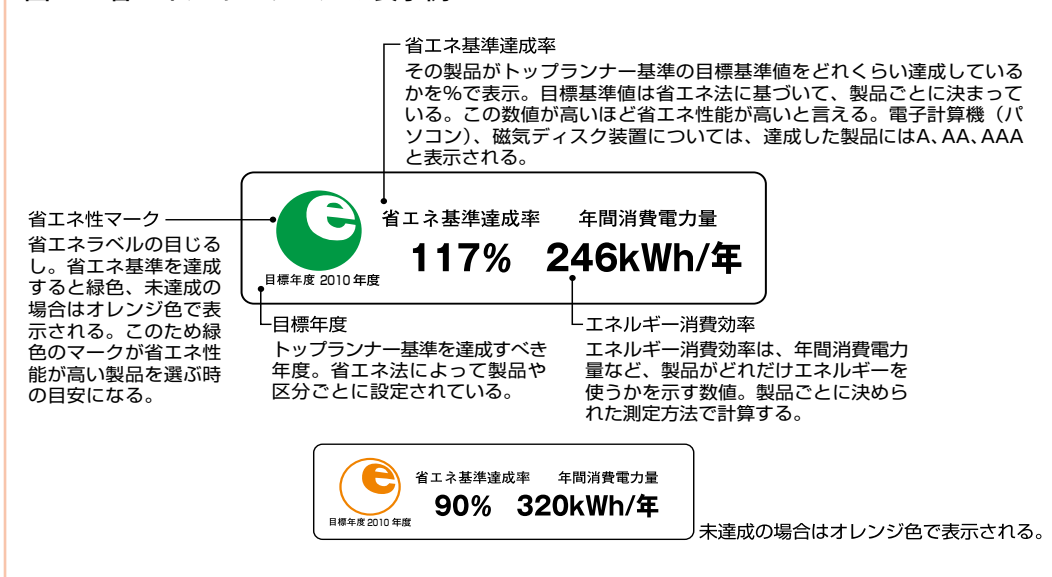 省エネ基準達成率
その製品がトップランナー基準の目標基準値をどれくらい達成している
かを%で表示。目標基準値は省エネ法に基づいて、製品ごとに決まって
いる。この数値が高いほど省エネ性能が高いと言える。電子計算機（パ
ソコン）、磁気ディスク装置については、達成した製品にはA、AA、AAA
と表示される。
省エネ性マーク
省エネラベルの目じる
し。省エネ基準を達成
すると緑色、未達成の
場合はオレンジ色で表
示される。このため緑
色のマークが省エネ性
能が高い製品を選ぶ時
の目安になる。
e
目標年度 2010年度
省エネ基準達成率 年間消費電力量
117% 246kWh/年
目標年度
トップランナー基準を達成すべき
年度。省エネ法によって製品や
区分ごとに設定されている。
エネルギー消費効率
エネルギー消費効率は、年間消費電力
量など、製品がどれだけエネルギーを
使うかを示す数値。製品ごとに決めら
れた測定方法で計算する。
e
目標年度2010年度
省エネ基準達成率 年間消費電力量
90% 320kWh/年
未達成の場合はオレンジ色で表示される。